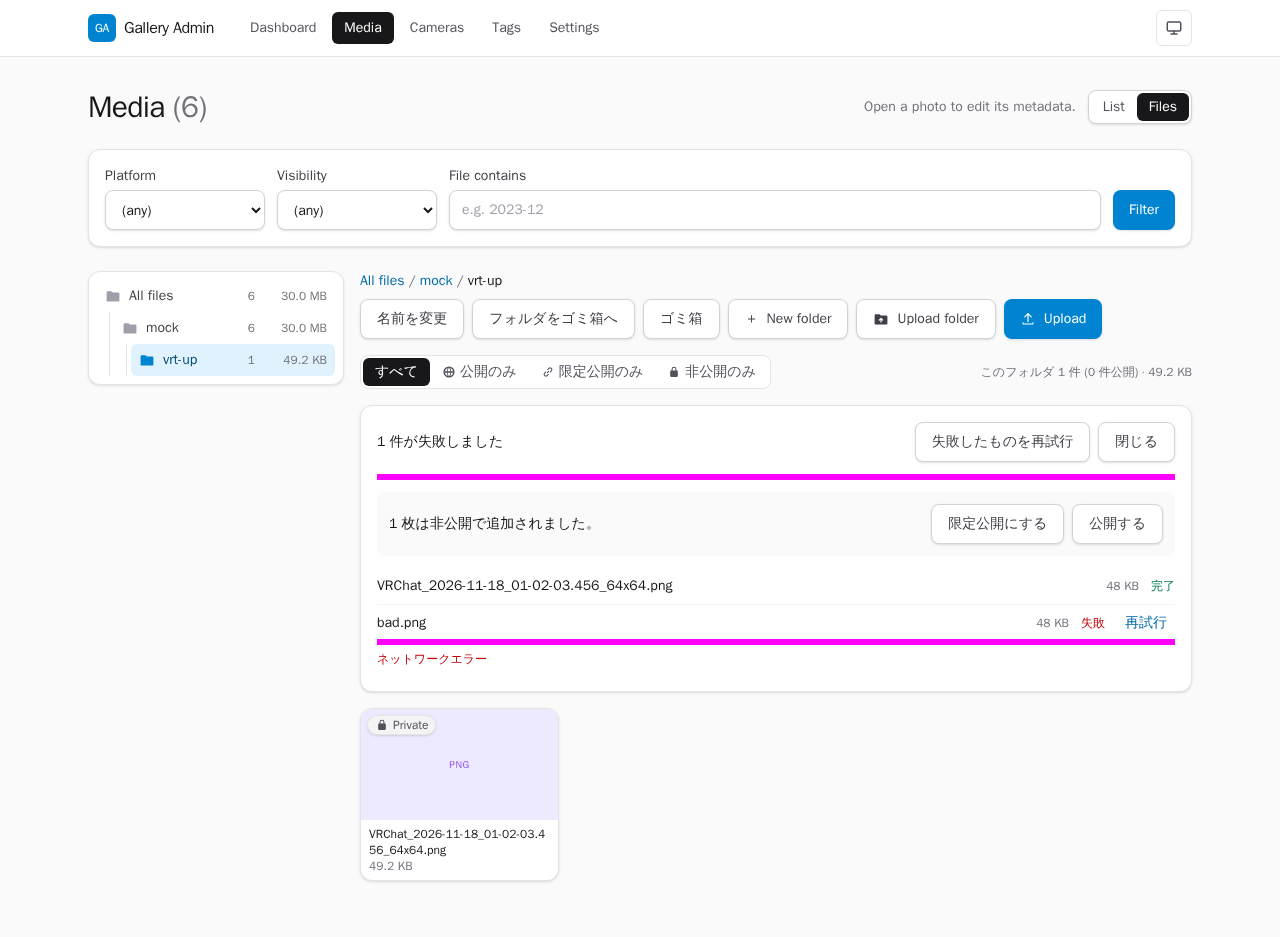 GA Gallery Admin Dashboard Media Cameras Tags Settings
Media (6)
Open a photo to edit its metadata. List Files
Platform Visibility File contains
(any) (any) e.g. 2023-12 Filter
All files 6 30.0 MB
mock 6 30.0 MB
vrt-up 1 49.2 KB
All files / mock / vrt-up
名前を変更 フォルダをゴミ箱へ ゴミ箱 + New folder Upload folder Upload
すべて 公開のみ 限定公開のみ 非公開のみ このフォルダ 1 件 (0 件公開) · 49.2 KB
1 件が失敗しました 失敗したものを再試行 閉じる
1 枚は非公開で追加されました。 限定公開にする 公開する
VRChat_2026-11-18_01-02-03.456_64x64.png 48 KB 完了
bad.png 48 KB 失敗 再試行
ネットワークエラー
Private
PNG
VRChat_2026-11-18_01-02-03.4
56_64x64.png
49.2 KB